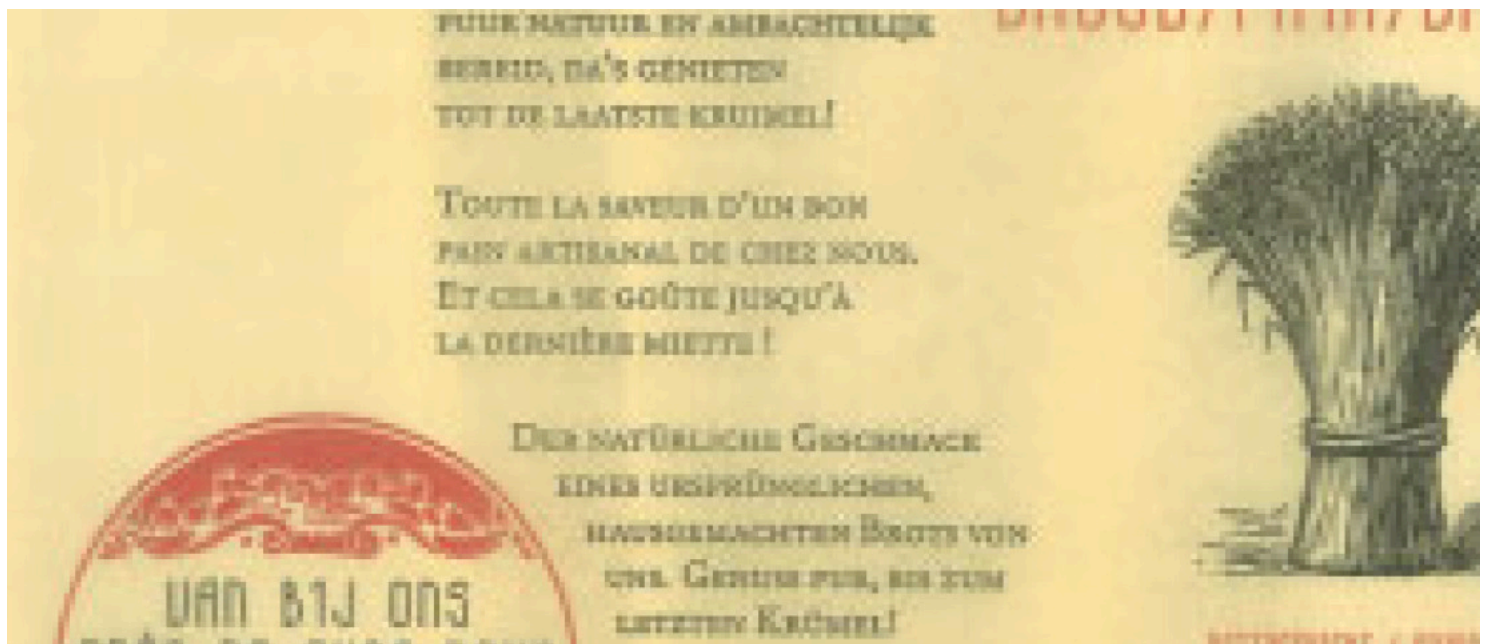 PUUR NATUUR EN AMBACHTELIJK
BEREID, DA'S GENIETEN
TOT DE LAATSTE KRUIMEL!
TOUTE LA SAVEUR D'UN BON
PAIN ARTISANAL DE CHEZ NOUS.
ET CELA SE GOÛTE JUSQU'À
LA DERNIÈRE MIETTE !
DER NATÜRLICHE GESCHMACK
EINES URSPRÜNGLICHEN,
HAUSGEMACHTEN BROTS VON
UNS. GENUSS PUR, BIS ZUM
LETZTEN KRÜMEL!
VAN BIJ ONS